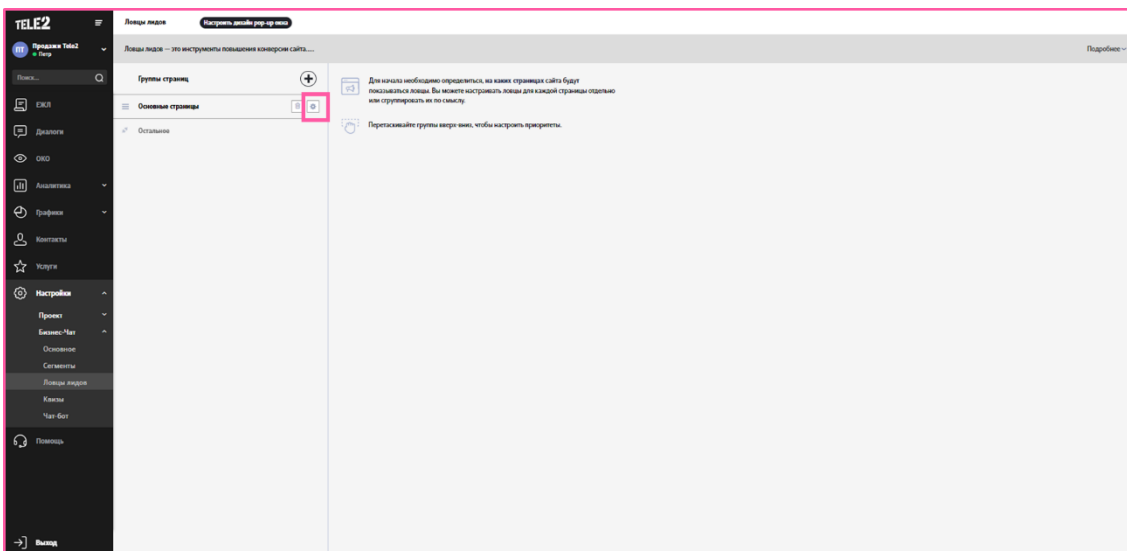 TELE2
Ловцы лидов
Настроить дизайн pop-up окна
ПТ
Продажи Tele2
Петр
Ловцы лидов — это инструменты повышения конверсии сайта....
Подробнее
Поиск...
Группы страниц
Для начала необходимо определиться, на каких страницах сайта будут
показываться ловцы. Вы можете настраивать ловцы для каждой страницы отдельно
или сгруппировать их по смыслу.
ЕЖЛ
Основные страницы
Диалоги
Остальное
Перетаскивайте группы вверх-вниз, чтобы настроить приоритеты.
ОКО
Аналитика
Графики
Контакты
Услуги
Настройки
Проект
Бизнес-Чат
Основное
Сегменты
Ловцы лидов
Квизы
Чат-бот
Помощь
Выход